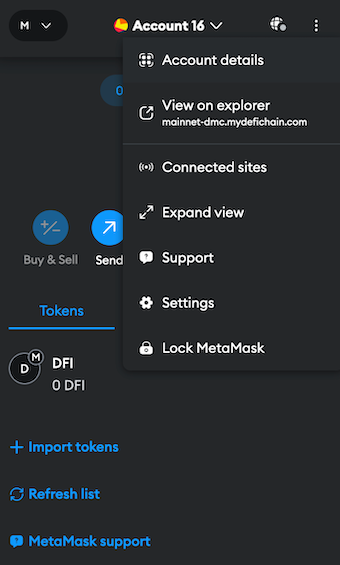 M
Account 16
0
Account details
View on explorer
mainnet-dmc.mydefichain.com
Connected sites
Expand view
Support
Settings
Lock MetaMask
Buy & Sell
Send
Tokens
D
M
DFI
0 DFI
Import tokens
Refresh list
MetaMask support